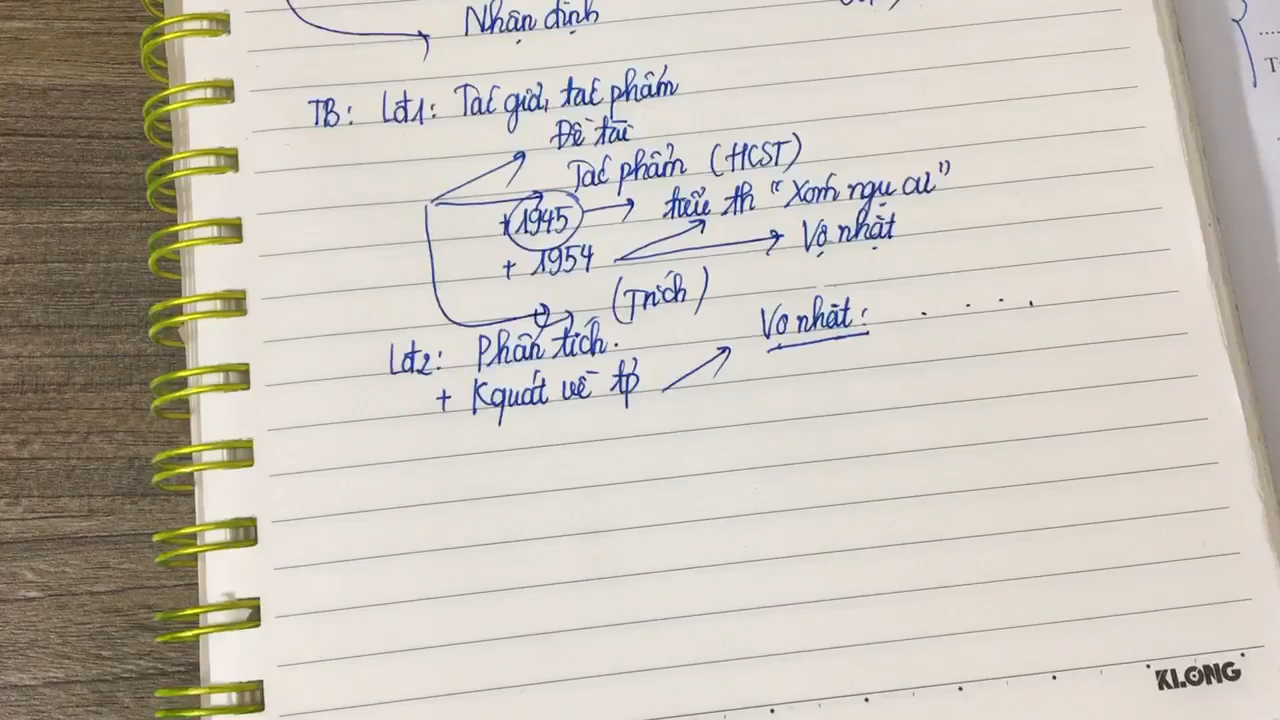 Nhận định
TB: Lđ1: Tác giả, tác phẩm
Đề tài
Tác phẩm (HCST)
+ 1945 tiểu th "Xóm ngụ cư"
+ 1954 Vợ nhặt
(Trích)
Lđ2: Phân tích.
Vợ nhặt: . . . .
+ Kquát về tp
KLONG